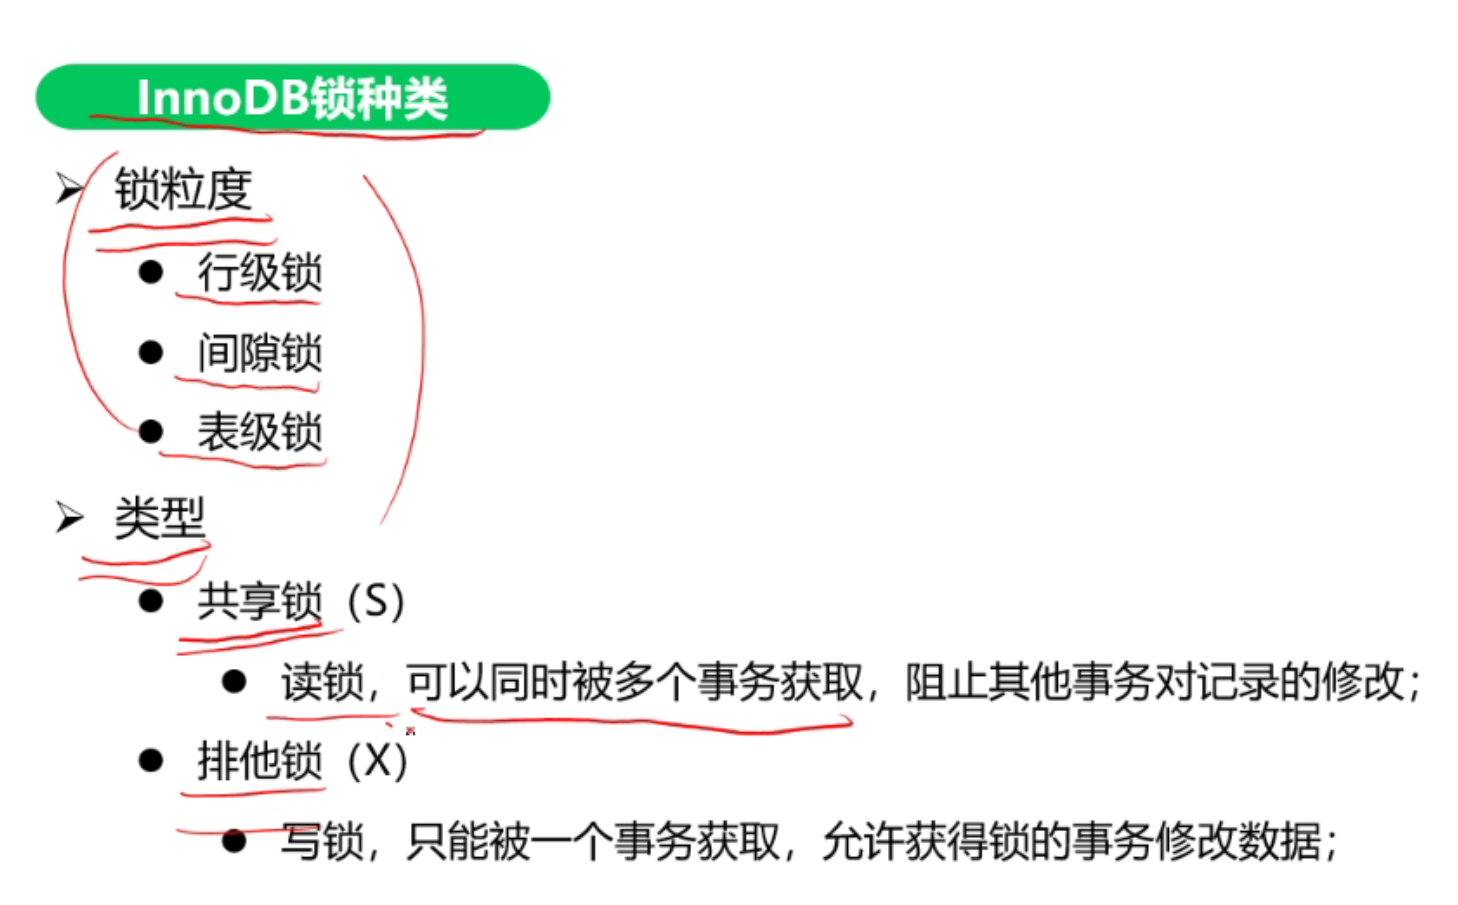 InnoDB锁种类
锁粒度
行级锁
间隙锁
表级锁
类型
共享锁（S）
读锁，可以同时被多个事务获取，阻止其他事务对记录的修改；
排他锁（X）
写锁，只能被一个事务获取，允许获得锁的事务修改数据；